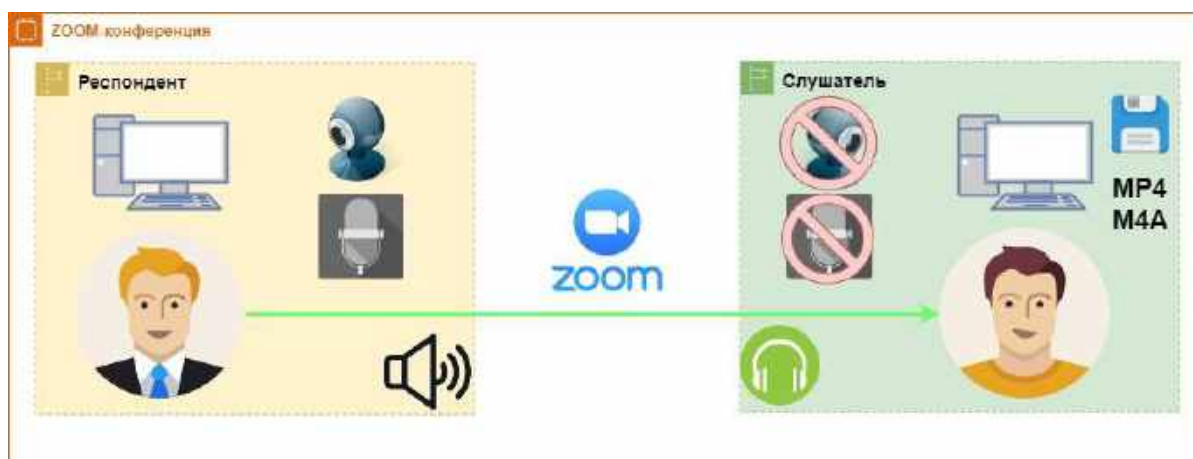 ZOOM конференция
Респондент
Слушатель
MP4
M4A
zoom